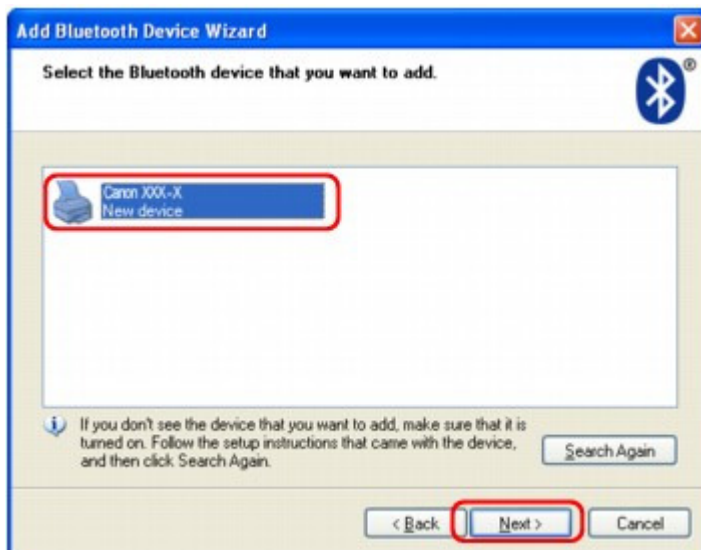 Add Bluetooth Device Wizard
Select the Bluetooth device that you want to add.
®
Canon XXX-X
New device
If you don't see the device that you want to add, make sure that it is
turned on. Follow the setup instructions that came with the device,
and then click Search Again.
Search Again
< Back
Next >
Cancel